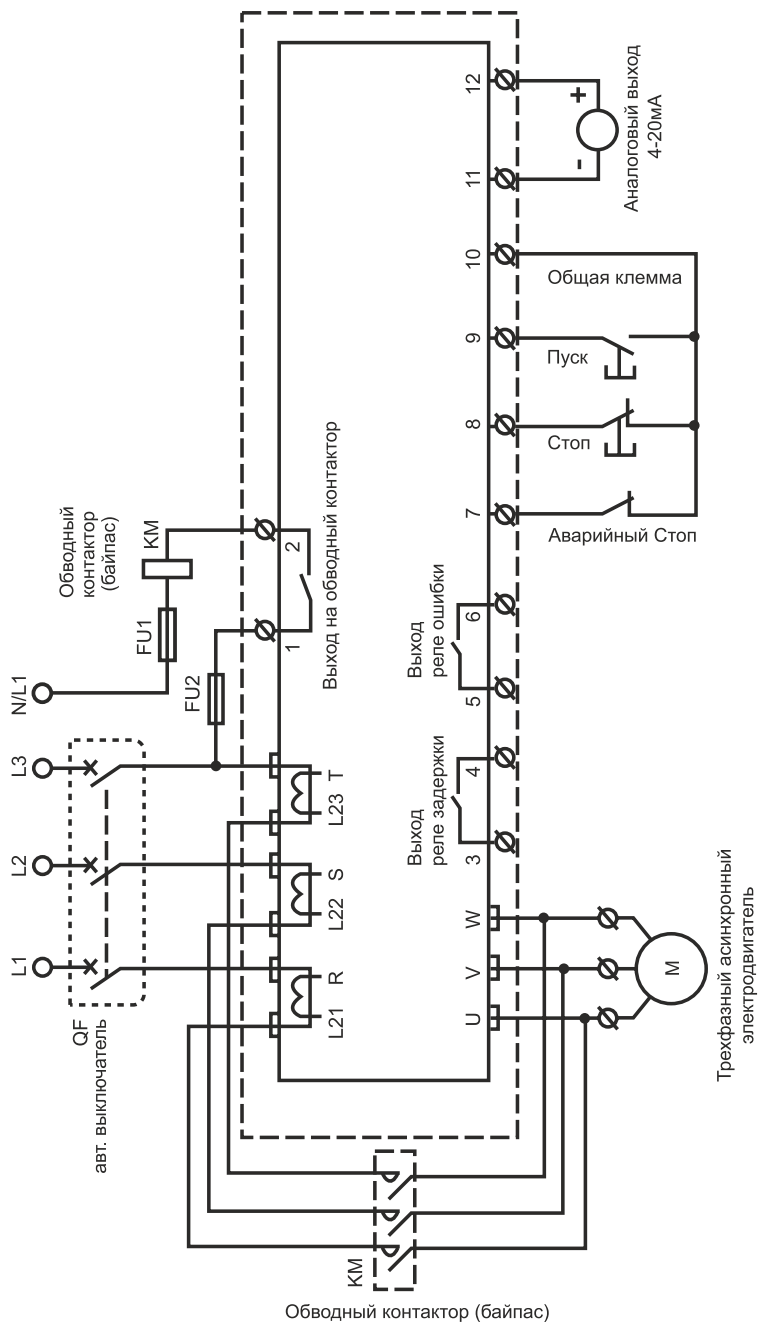 12
+
-
Аналоговый выход
4-20мА
11
10
Общая клемма
9
Пуск
8
Стоп
7
Аварийный Стоп
Обводный
контактор
(байпас)
KM
FU1
N/L1
FU2
2
1
Выход на обводный контактор
6
5
Выход
реле ошибки
4
3
Выход
реле задержки
L3
L2
L1
QF
авт. выключатель
T
L23
S
L22
R
L21
W
V
U
M
Трехфазный асинхронный
электродвигатель
KM
Обводный контактор (байпас)